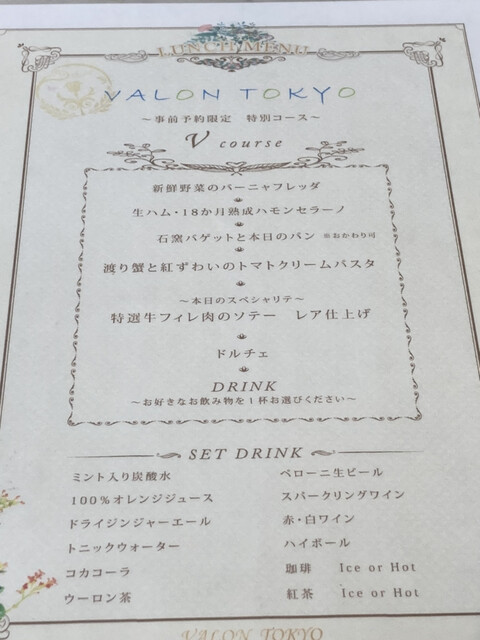 LUNCH MENU
VALON TOKYO
～事前予約限定　特別コース～
V course
新鮮野菜のバーニャフレッダ
生ハム・18か月熟成ハモンセラーノ
石窯バゲットと本日のパン ※おかわり可
渡り蟹と紅ずわいのトマトクリームパスタ
～本日のスペシャリテ～
特選牛フィレ肉のソテー　レア仕上げ
ドルチェ
DRINK
～お好きなお飲み物を1杯お選びください～
SET DRINK
ミント入り炭酸水
100%オレンジジュース
ドライジンジャーエール
トニックウォーター
コカコーラ
ウーロン茶
ペローニ生ビール
スパークリングワイン
赤・白ワイン
ハイボール
珈琲　Ice or Hot
紅茶　Ice or Hot
VALON TOKYO